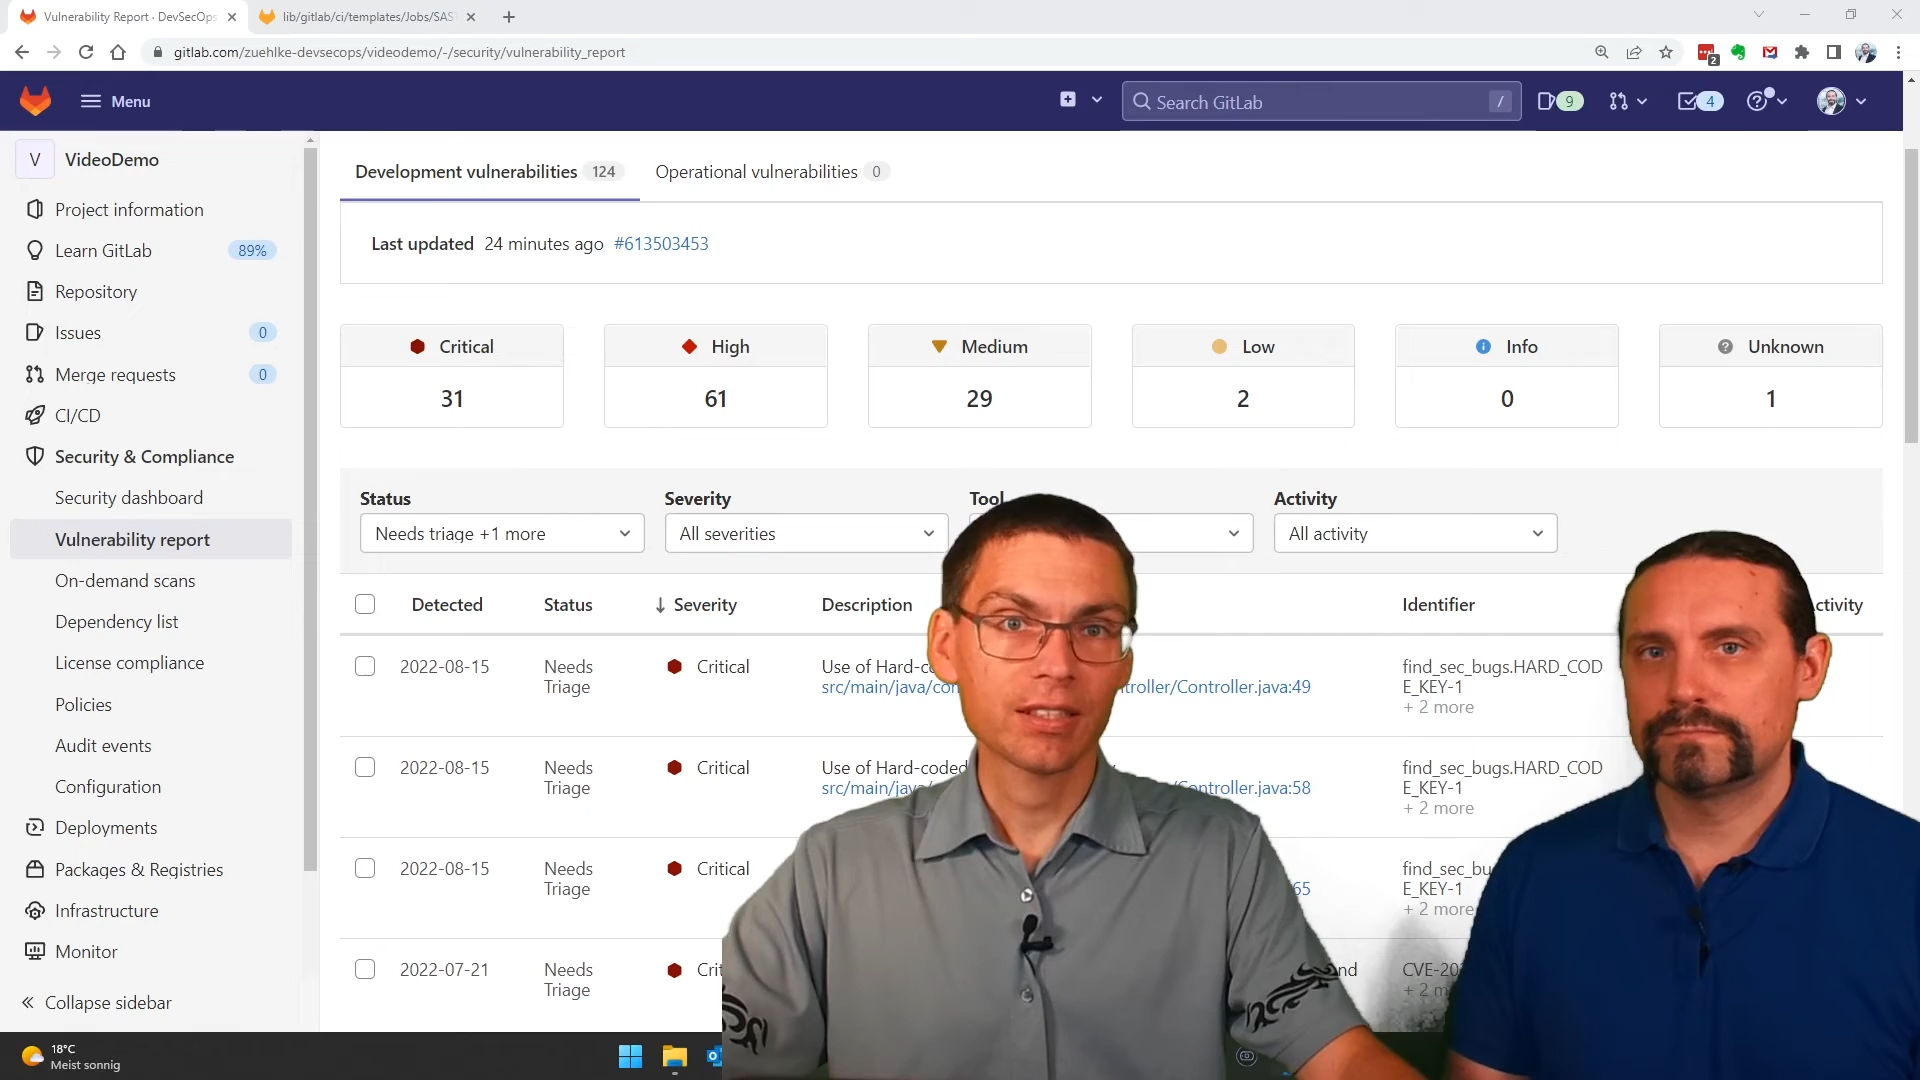 Vulnerability Report · DevSecOps
lib/gitlab/ci/templates/Jobs/SAST
gitlab.com/zuehlke-devsecops/videodemo/-/security/vulnerability_report
2
Menu
Search GitLab
/
9
4
V
VideoDemo
Project information
Learn GitLab 89%
Repository
Issues 0
Merge requests 0
CI/CD
Security & Compliance
Security dashboard
Vulnerability report
On-demand scans
Dependency list
License compliance
Policies
Audit events
Configuration
Deployments
Packages & Registries
Infrastructure
Monitor
Collapse sidebar
Development vulnerabilities 124
Operational vulnerabilities 0
Last updated 24 minutes ago #613503453
Critical High Medium Low Info Unknown
31 61 29 2 0 1
Status Severity Tool Activity
Needs triage +1 more All severities All activity
Detected Status Severity Description Identifier ctivity
2022-08-15 Needs Triage Critical Use of Hard-co
src/main/java/con troller/Controller.java:49
find_sec_bugs.HARD_COD
E_KEY-1
+ 2 more
2022-08-15 Needs Triage Critical Use of Hard-coded
src/main/java/ Controller.java:58
find_sec_bugs.HARD_COD
E_KEY-1
+ 2 more
2022-08-15 Needs Triage Critical
65
find_sec_bu
E_KEY-1
+ 2 more
2022-07-21 Needs Triage Crit
nd
CVE-20
+ 2 m
18°C
Meist sonnig